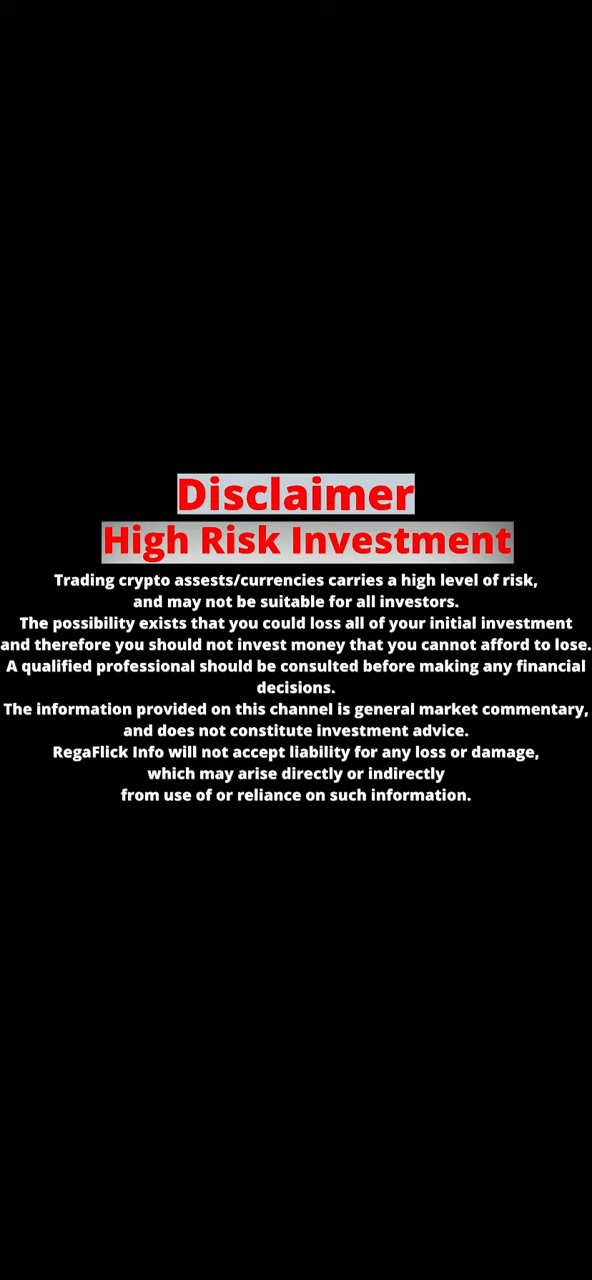 Disclaimer
High Risk Investment
Trading crypto assests/currencies carries a high level of risk,
and may not be suitable for all investors.
The possibility exists that you could loss all of your initial investment
and therefore you should not invest money that you cannot afford to lose.
A qualified professional should be consulted before making any financial
decisions.
The information provided on this channel is general market commentary,
and does not constitute investment advice.
RegaFlick Info will not accept liability for any loss or damage,
which may arise directly or indirectly
from use of or reliance on such information.